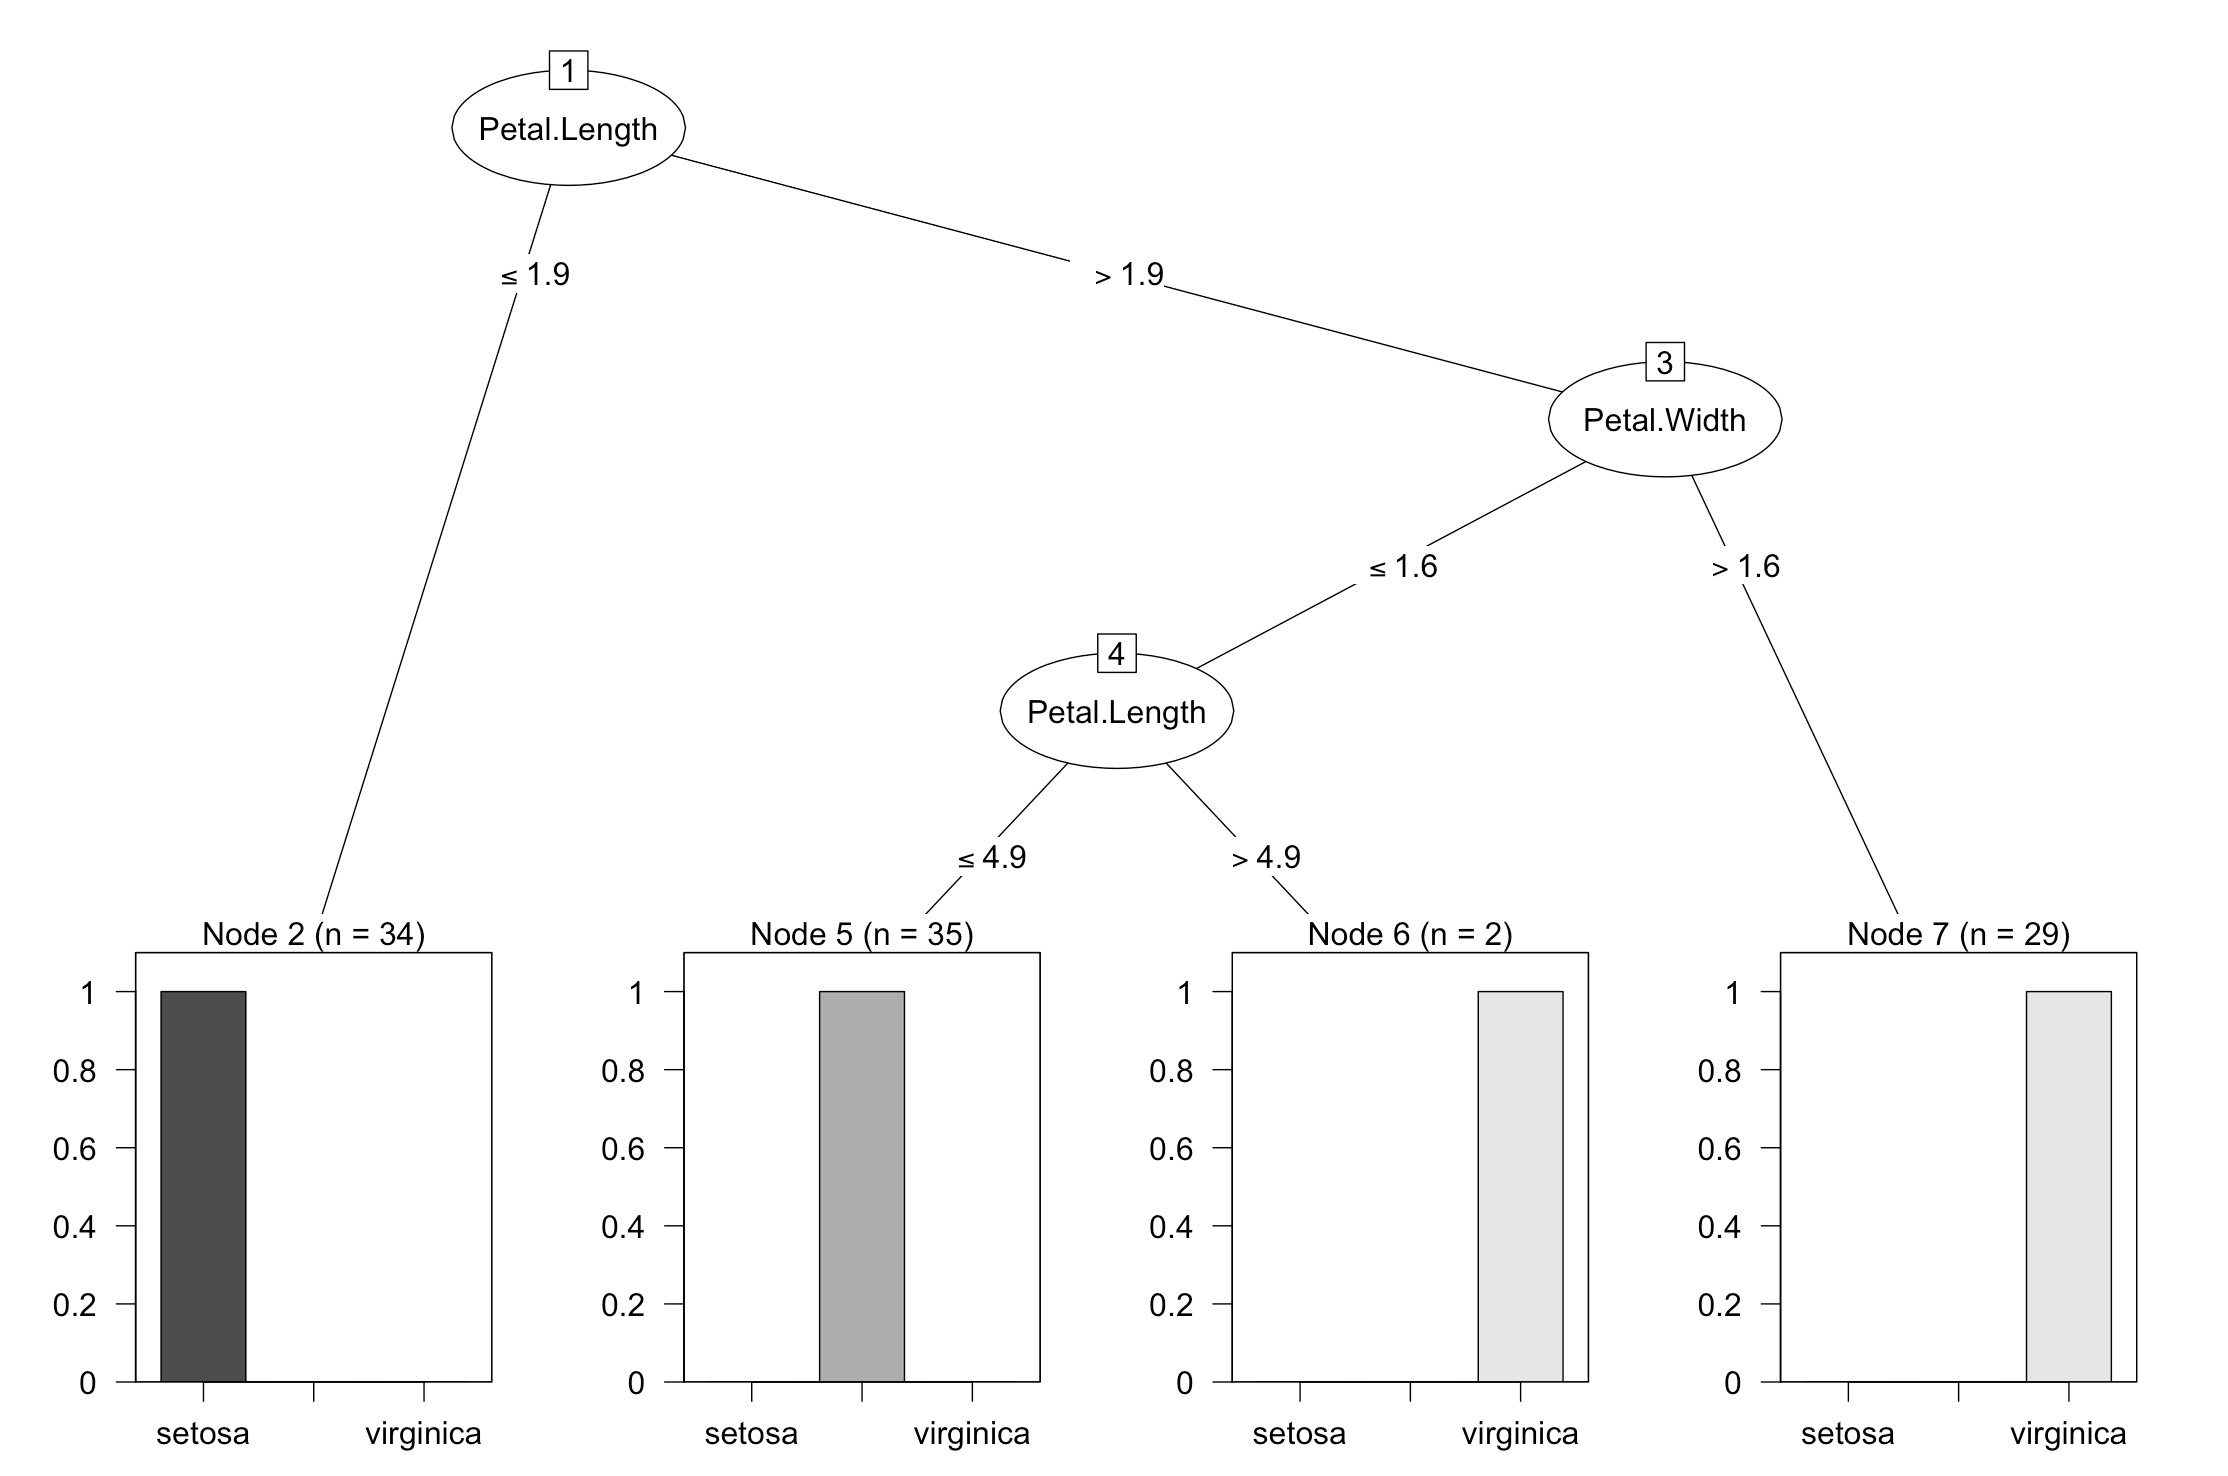 1
Petal.Length
≤ 1.9
> 1.9
3
Petal.Width
≤ 1.6
> 1.6
4
Petal.Length
≤ 4.9
> 4.9
Node 2 (n = 34)
1
0.8
0.6
0.4
0.2
0
setosa
virginica
Node 5 (n = 35)
1
0.8
0.6
0.4
0.2
0
setosa
virginica
Node 6 (n = 2)
1
0.8
0.6
0.4
0.2
0
setosa
virginica
Node 7 (n = 29)
1
0.8
0.6
0.4
0.2
0
setosa
virginica